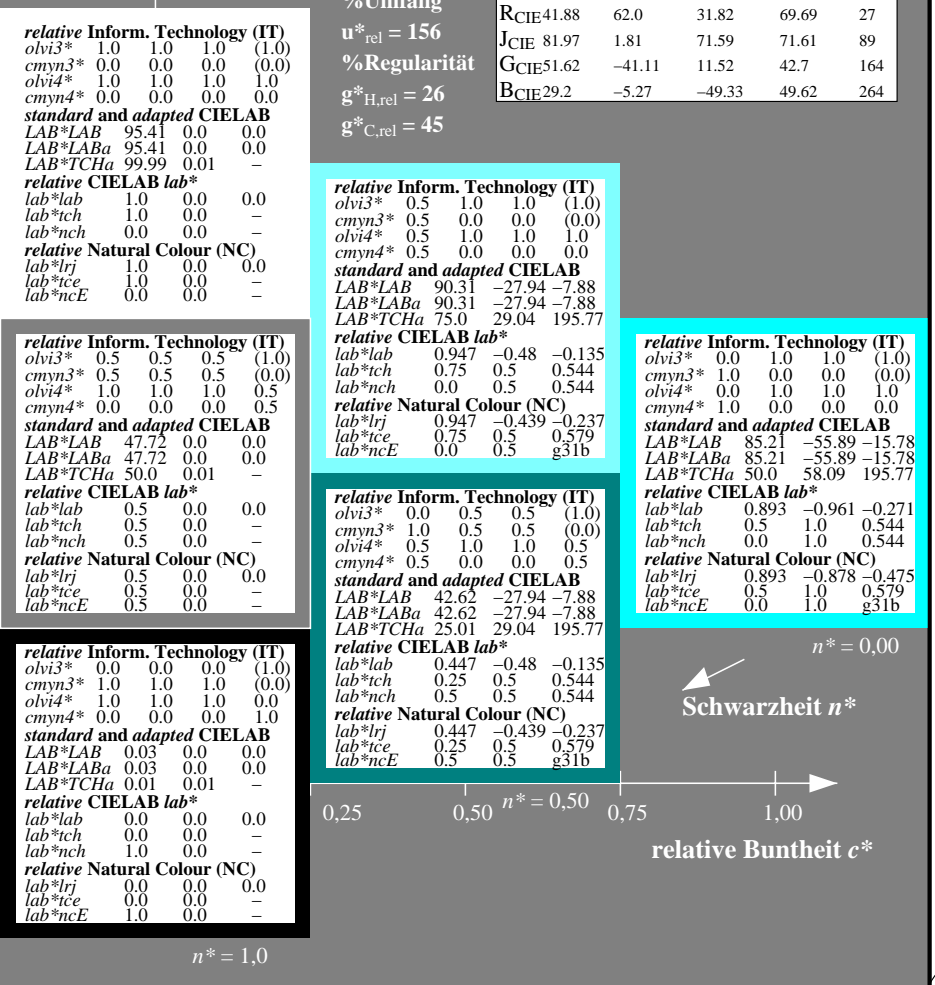 %Umfang
u*rel = 156
%Regularität
g*H,rel = 26
g*C,rel = 45
RCIE 41.88 62.0 31.82 69.69 27
JCIE 81.97 1.81 71.59 71.61 89
GCIE 51.62 −41.11 11.52 42.7 164
BCIE 29.2 −5.27 −49.33 49.62 264
relative Inform. Technology (IT)
olvi3* 1.0 1.0 1.0 (1.0)
cmyn3* 0.0 0.0 0.0 (0.0)
olvi4* 1.0 1.0 1.0 1.0
cmyn4* 0.0 0.0 0.0 0.0
standard and adapted CIELAB
LAB*LAB 95.41 0.0 0.0
LAB*LABa 95.41 0.0 0.0
LAB*TCHa 99.99 0.01 –
relative CIELAB lab*
lab*lab 1.0 0.0 0.0
lab*tch 1.0 0.0 –
lab*nch 0.0 0.0 –
relative Natural Colour (NC)
lab*lrj 1.0 0.0 0.0
lab*tce 1.0 0.0 –
lab*ncE 0.0 0.0 –
relative Inform. Technology (IT)
olvi3* 0.5 1.0 1.0 (1.0)
cmyn3* 0.5 0.0 0.0 (0.0)
olvi4* 0.5 1.0 1.0 1.0
cmyn4* 0.5 0.0 0.0 0.0
standard and adapted CIELAB
LAB*LAB 90.31 −27.94 −7.88
LAB*LABa 90.31 −27.94 −7.88
LAB*TCHa 75.0 29.04 195.77
relative CIELAB lab*
lab*lab 0.947 −0.48 −0.135
lab*tch 0.75 0.5 0.544
lab*nch 0.0 0.5 0.544
relative Natural Colour (NC)
lab*lrj 0.947 −0.439 −0.237
lab*tce 0.75 0.5 0.579
lab*ncE 0.0 0.5 g31b
relative Inform. Technology (IT)
olvi3* 0.5 0.5 0.5 (1.0)
cmyn3* 0.5 0.5 0.5 (0.0)
olvi4* 1.0 1.0 1.0 0.5
cmyn4* 0.0 0.0 0.0 0.5
standard and adapted CIELAB
LAB*LAB 47.72 0.0 0.0
LAB*LABa 47.72 0.0 0.0
LAB*TCHa 50.0 0.01 –
relative CIELAB lab*
lab*lab 0.5 0.0 0.0
lab*tch 0.5 0.0 –
lab*nch 0.5 0.0 –
relative Natural Colour (NC)
lab*lrj 0.5 0.0 0.0
lab*tce 0.5 0.0 –
lab*ncE 0.5 0.0 –
relative Inform. Technology (IT)
olvi3* 0.0 1.0 1.0 (1.0)
cmyn3* 1.0 0.0 0.0 (0.0)
olvi4* 0.0 1.0 1.0 1.0
cmyn4* 1.0 0.0 0.0 0.0
standard and adapted CIELAB
LAB*LAB 85.21 −55.89 −15.78
LAB*LABa 85.21 −55.89 −15.78
LAB*TCHa 50.0 58.09 195.77
relative CIELAB lab*
lab*lab 0.893 −0.961 −0.271
lab*tch 0.5 1.0 0.544
lab*nch 0.0 1.0 0.544
relative Natural Colour (NC)
lab*lrj 0.893 −0.878 −0.475
lab*tce 0.5 1.0 0.579
lab*ncE 0.0 1.0 g31b
relative Inform. Technology (IT)
olvi3* 0.0 0.5 0.5 (1.0)
cmyn3* 1.0 0.5 0.5 (0.0)
olvi4* 0.5 1.0 1.0 0.5
cmyn4* 0.5 0.0 0.0 0.5
standard and adapted CIELAB
LAB*LAB 42.62 −27.94 −7.88
LAB*LABa 42.62 −27.94 −7.88
LAB*TCHa 25.01 29.04 195.77
relative CIELAB lab*
lab*lab 0.447 −0.48 −0.135
lab*tch 0.25 0.5 0.544
lab*nch 0.5 0.5 0.544
relative Natural Colour (NC)
lab*lrj 0.447 −0.439 −0.237
lab*tce 0.25 0.5 0.579
lab*ncE 0.5 0.5 g31b
n* = 0,00
Schwarzheit n*
relative Inform. Technology (IT)
olvi3* 0.0 0.0 0.0 (1.0)
cmyn3* 1.0 1.0 1.0 (0.0)
olvi4* 1.0 1.0 1.0 0.0
cmyn4* 0.0 0.0 0.0 1.0
standard and adapted CIELAB
LAB*LAB 0.03 0.0 0.0
LAB*LABa 0.03 0.0 0.0
LAB*TCHa 0.01 0.01 –
relative CIELAB lab*
lab*lab 0.0 0.0 0.0
lab*tch 0.0 0.0 –
lab*nch 1.0 0.0 –
relative Natural Colour (NC)
lab*lrj 0.0 0.0 0.0
lab*tce 0.0 0.0 –
lab*ncE 1.0 0.0 –
n* = 0,50
0,25 0,50 0,75 1,00
relative Buntheit c*
n* = 1,0